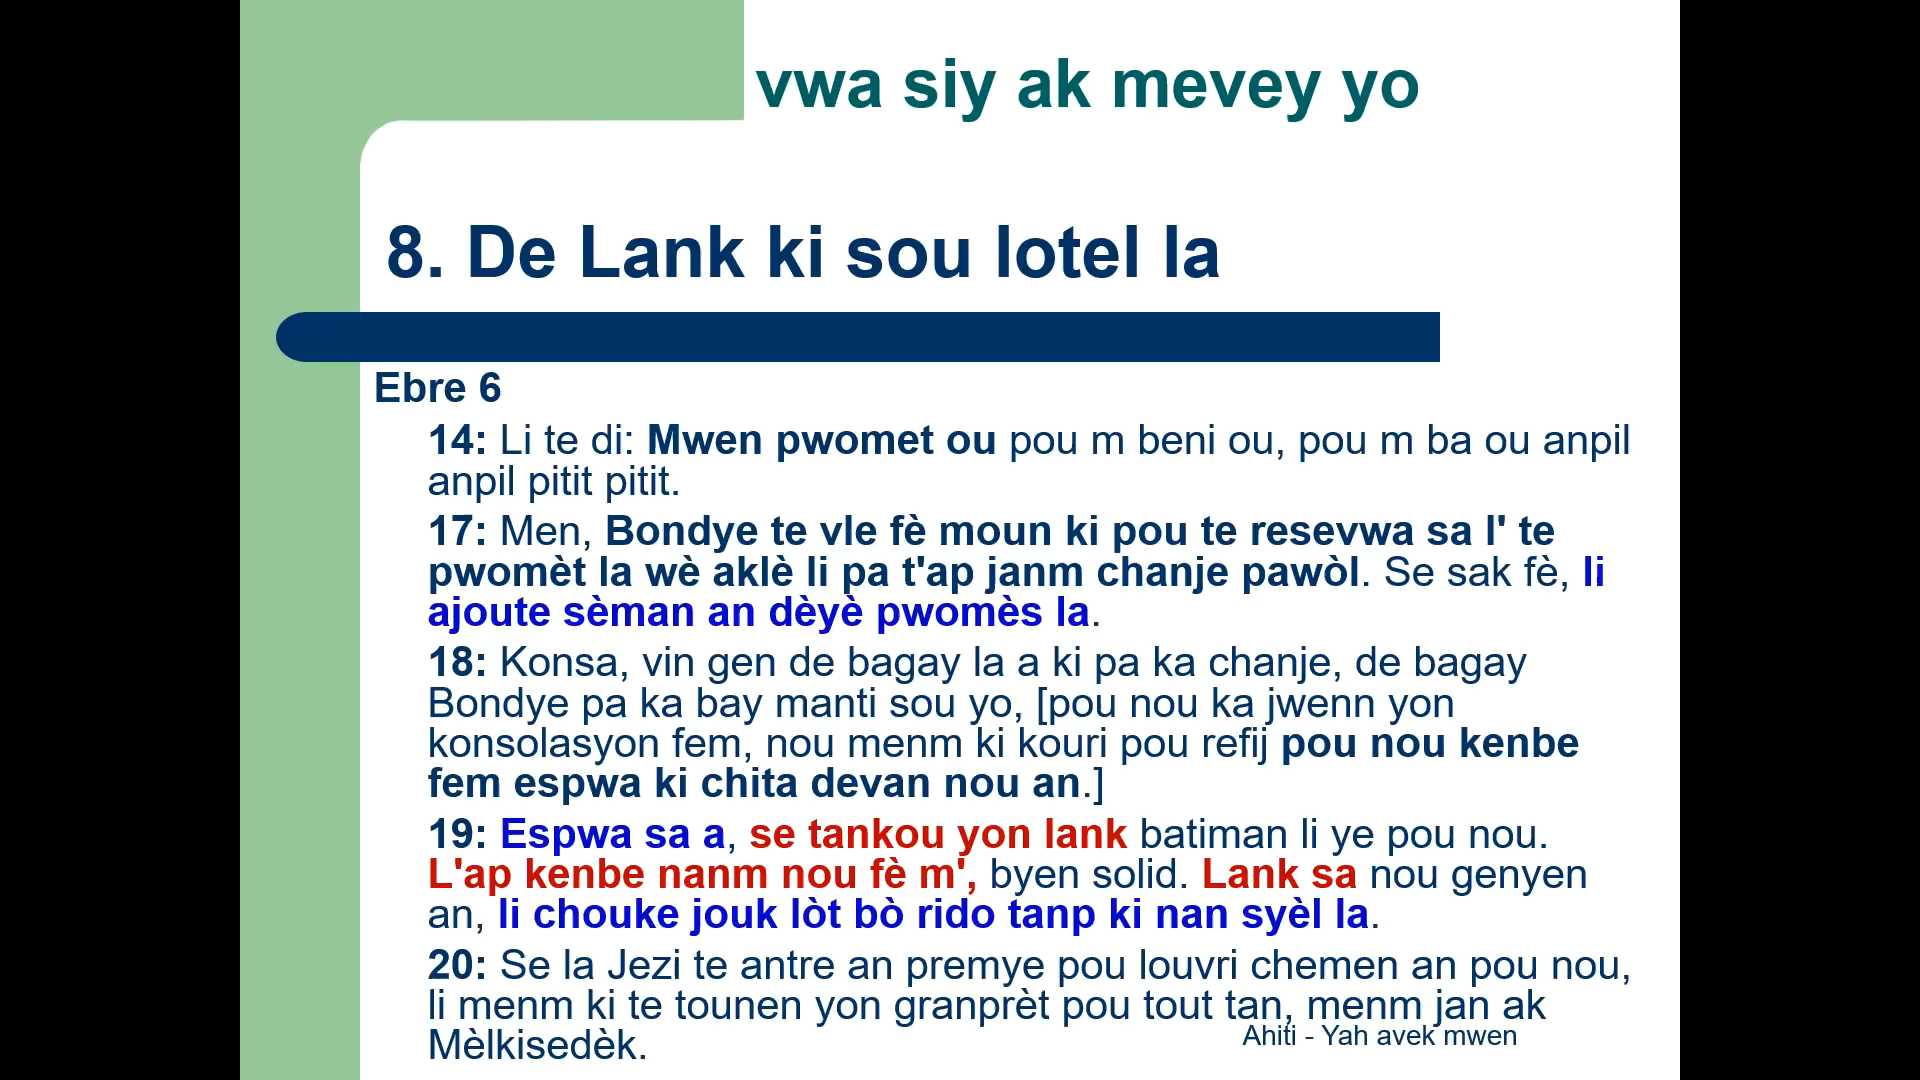 vwa siy ak mevey yo
8. De Lank ki sou lotel la
Ebre 6
14: Li te di: Mwen pwomet ou pou m beni ou, pou m ba ou anpil
anpil pitit pitit.
17: Men, Bondye te vle fè moun ki pou te resevwa sa l' te
pwomèt la wè aklè li pa t'ap janm chanje pawòl. Se sak fè, li
ajoute sèman an dèyè pwomès la.
18: Konsa, vin gen de bagay la a ki pa ka chanje, de bagay
Bondye pa ka bay manti sou yo, [pou nou ka jwenn yon
konsolasyon fem, nou menm ki kouri pou refij pou nou kenbe
fem espwa ki chita devan nou an.]
19: Espwa sa a, se tankou yon lank batiman li ye pou nou.
L'ap kenbe nanm nou fè m', byen solid. Lank sa nou genyen
an, li chouke jouk lòt bò rido tanp ki nan syèl la.
20: Se la Jezi te antre an premye pou louvri chemen an pou nou,
li menm ki te tounen yon granprèt pou tout tan, menm jan ak
Mèlkisedèk.
Ahiti - Yah avek mwen